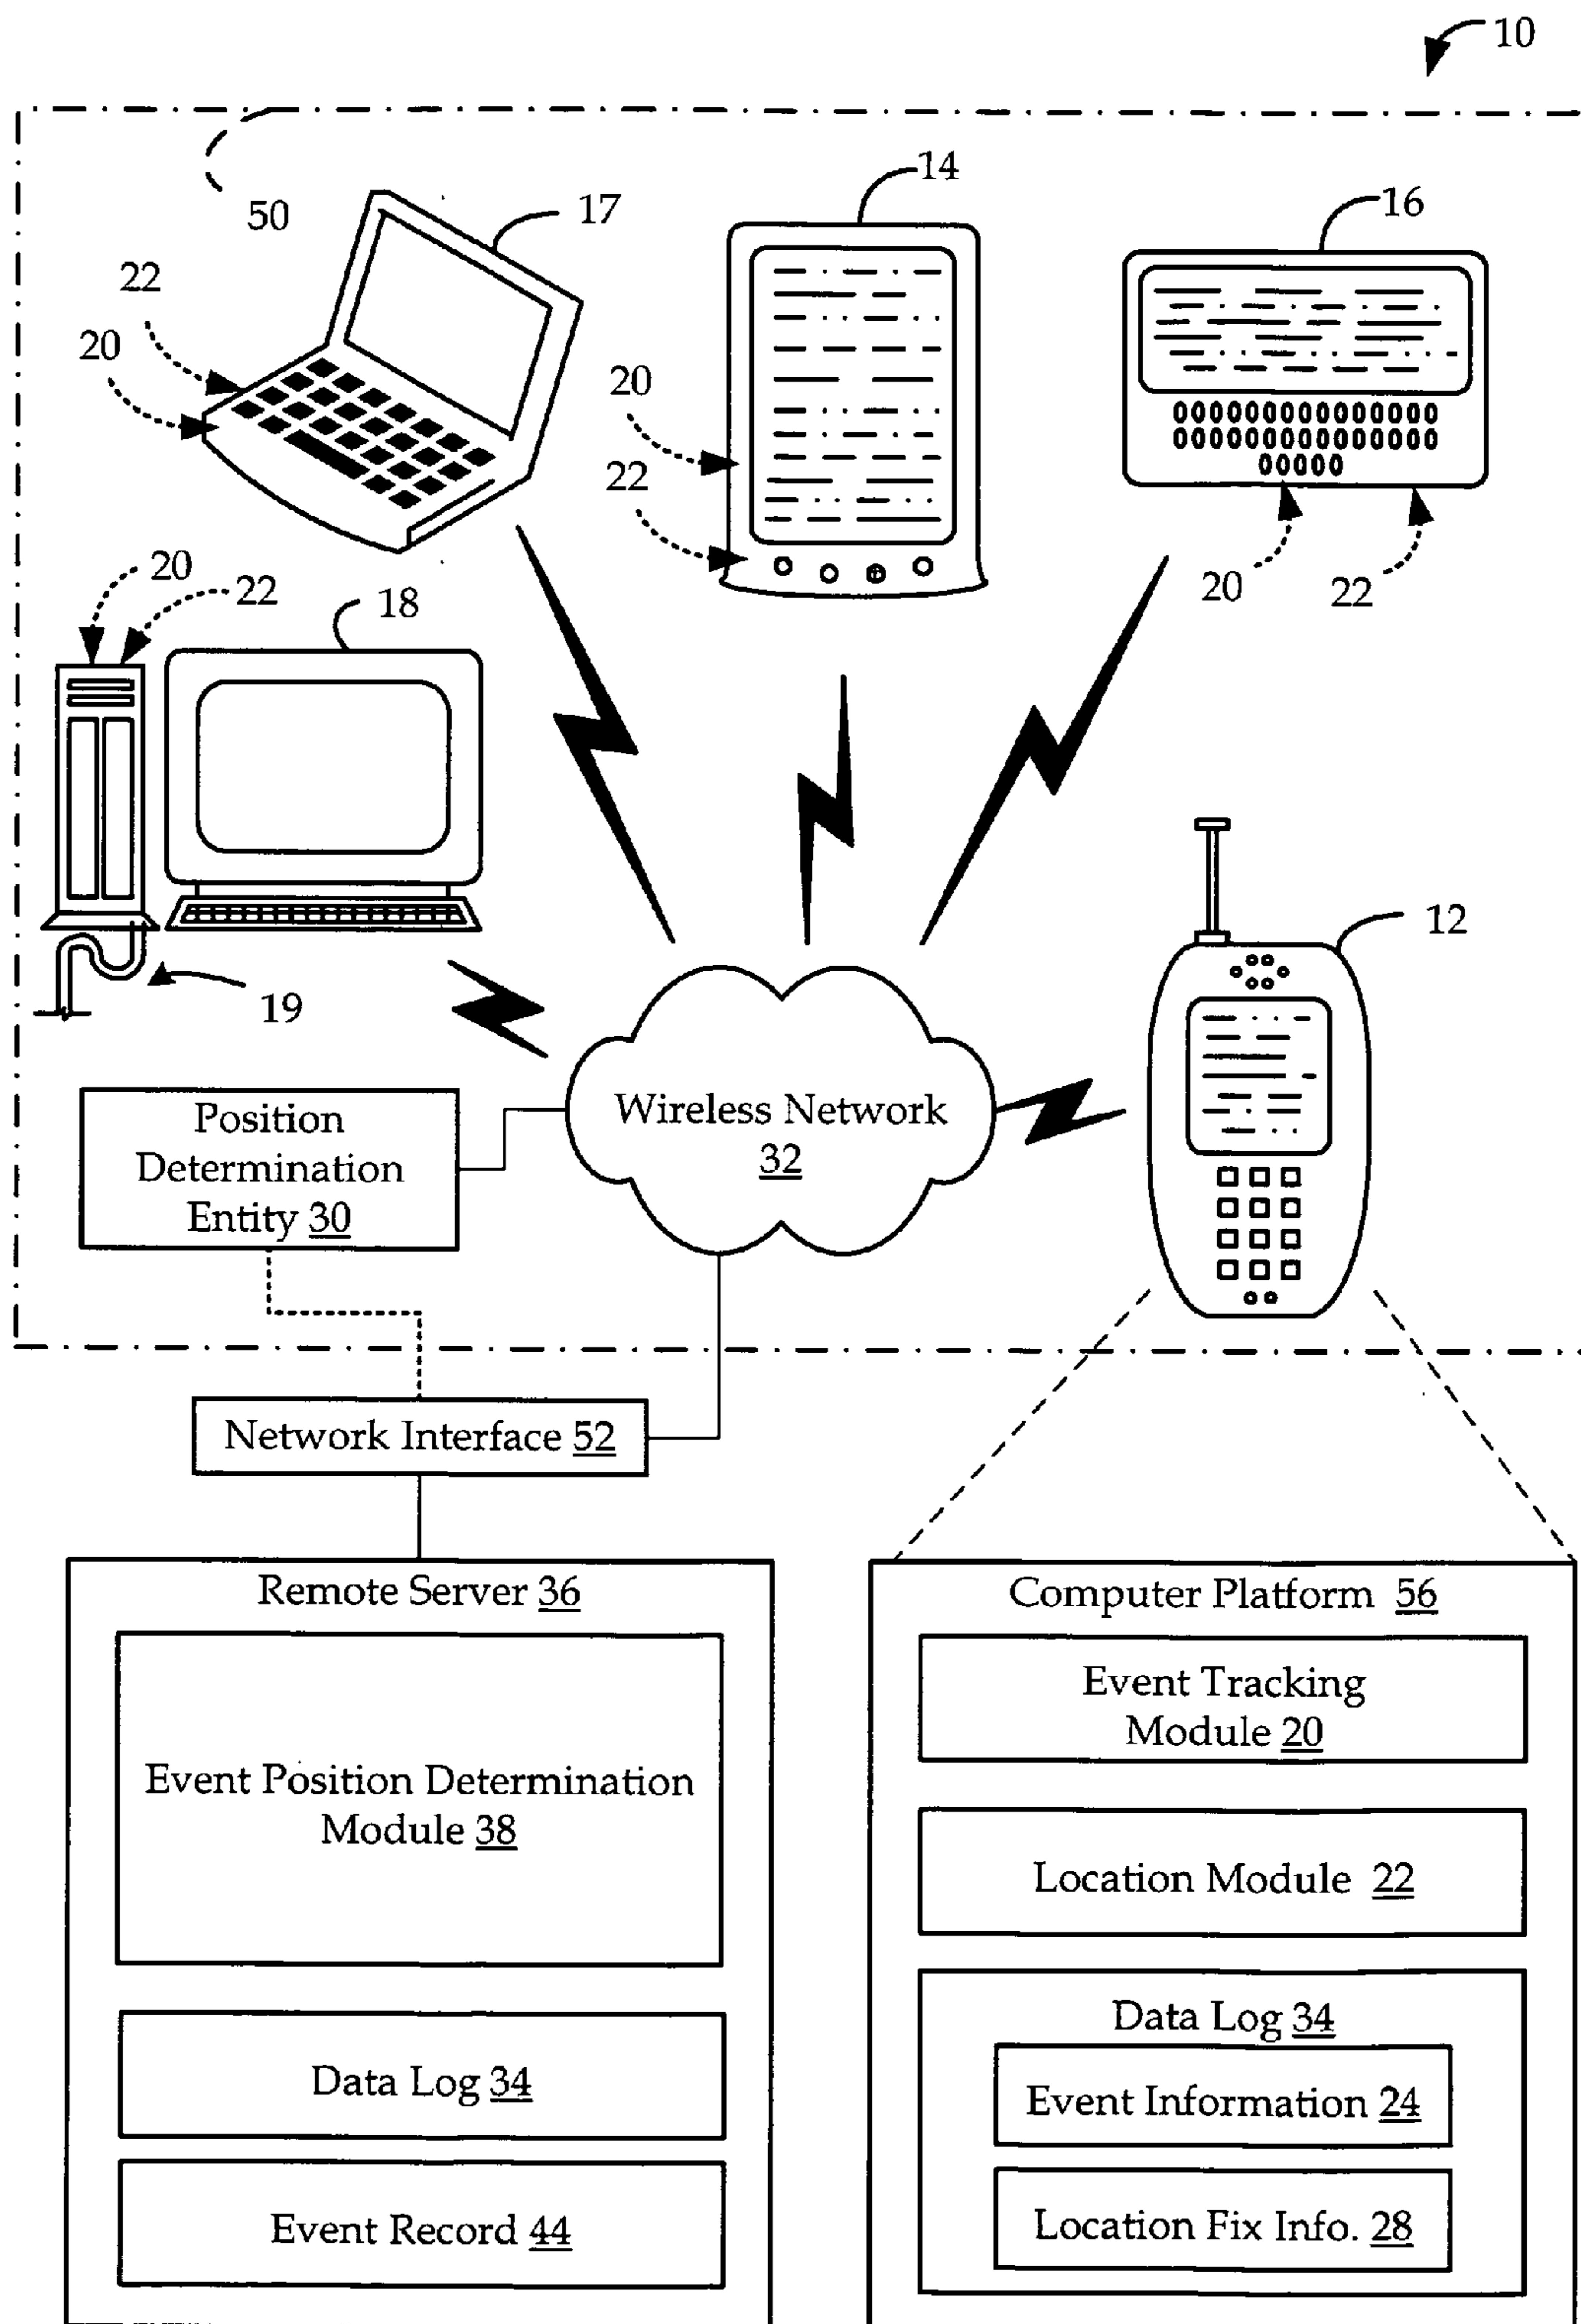 10
50
17
14
16
22
20
20
22
20
22
20
22
18
19
12
Wireless Network
32
Position
Determination
Entity 30
Network Interface 52
Remote Server 36
Event Position Determination
Module 38
Data Log 34
Event Record 44
Computer Platform 56
Event Tracking
Module 20
Location Module 22
Data Log 34
Event Information 24
Location Fix Info. 28